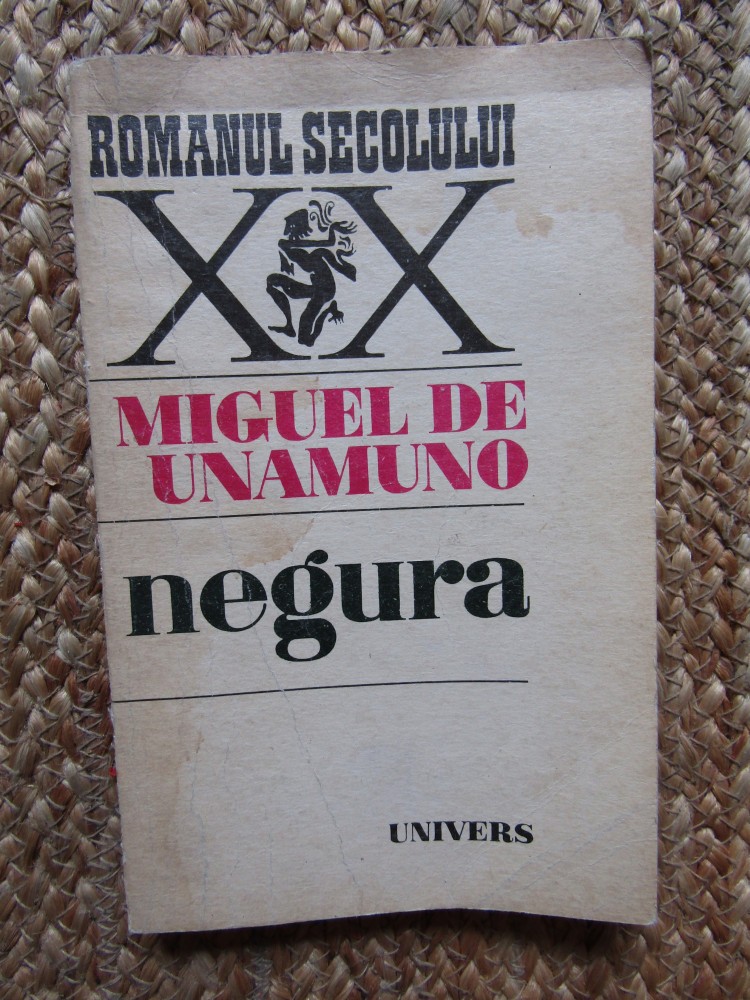 ROMANUL SECOLULUI
XX
MIGUEL DE
UNAMUNO
negura
UNIVERS